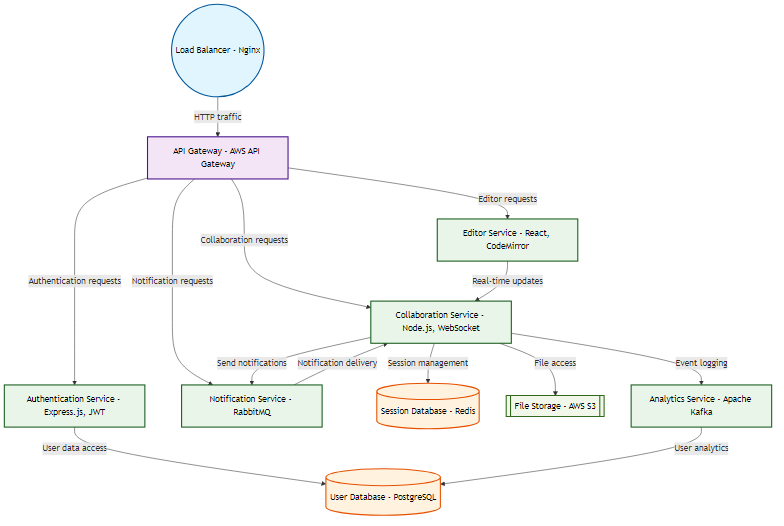 Load Balancer - Nginx
HTTP traffic
API Gateway - AWS API
Gateway
Editor requests
Editor Service - React,
CodeMirror
Collaboration requests
Authentication requests
Notification requests
Real-time updates
Collaboration Service -
Node.js, WebSocket
Send notifications
Notification delivery
Session management
File access
Event logging
Authentication Service -
Express.js, JWT
Notification Service -
RabbitMQ
Session Database - Redis
File Storage - AWS S3
Analytics Service - Apache
Kafka
User data access
User analytics
User Database - PostgreSQL